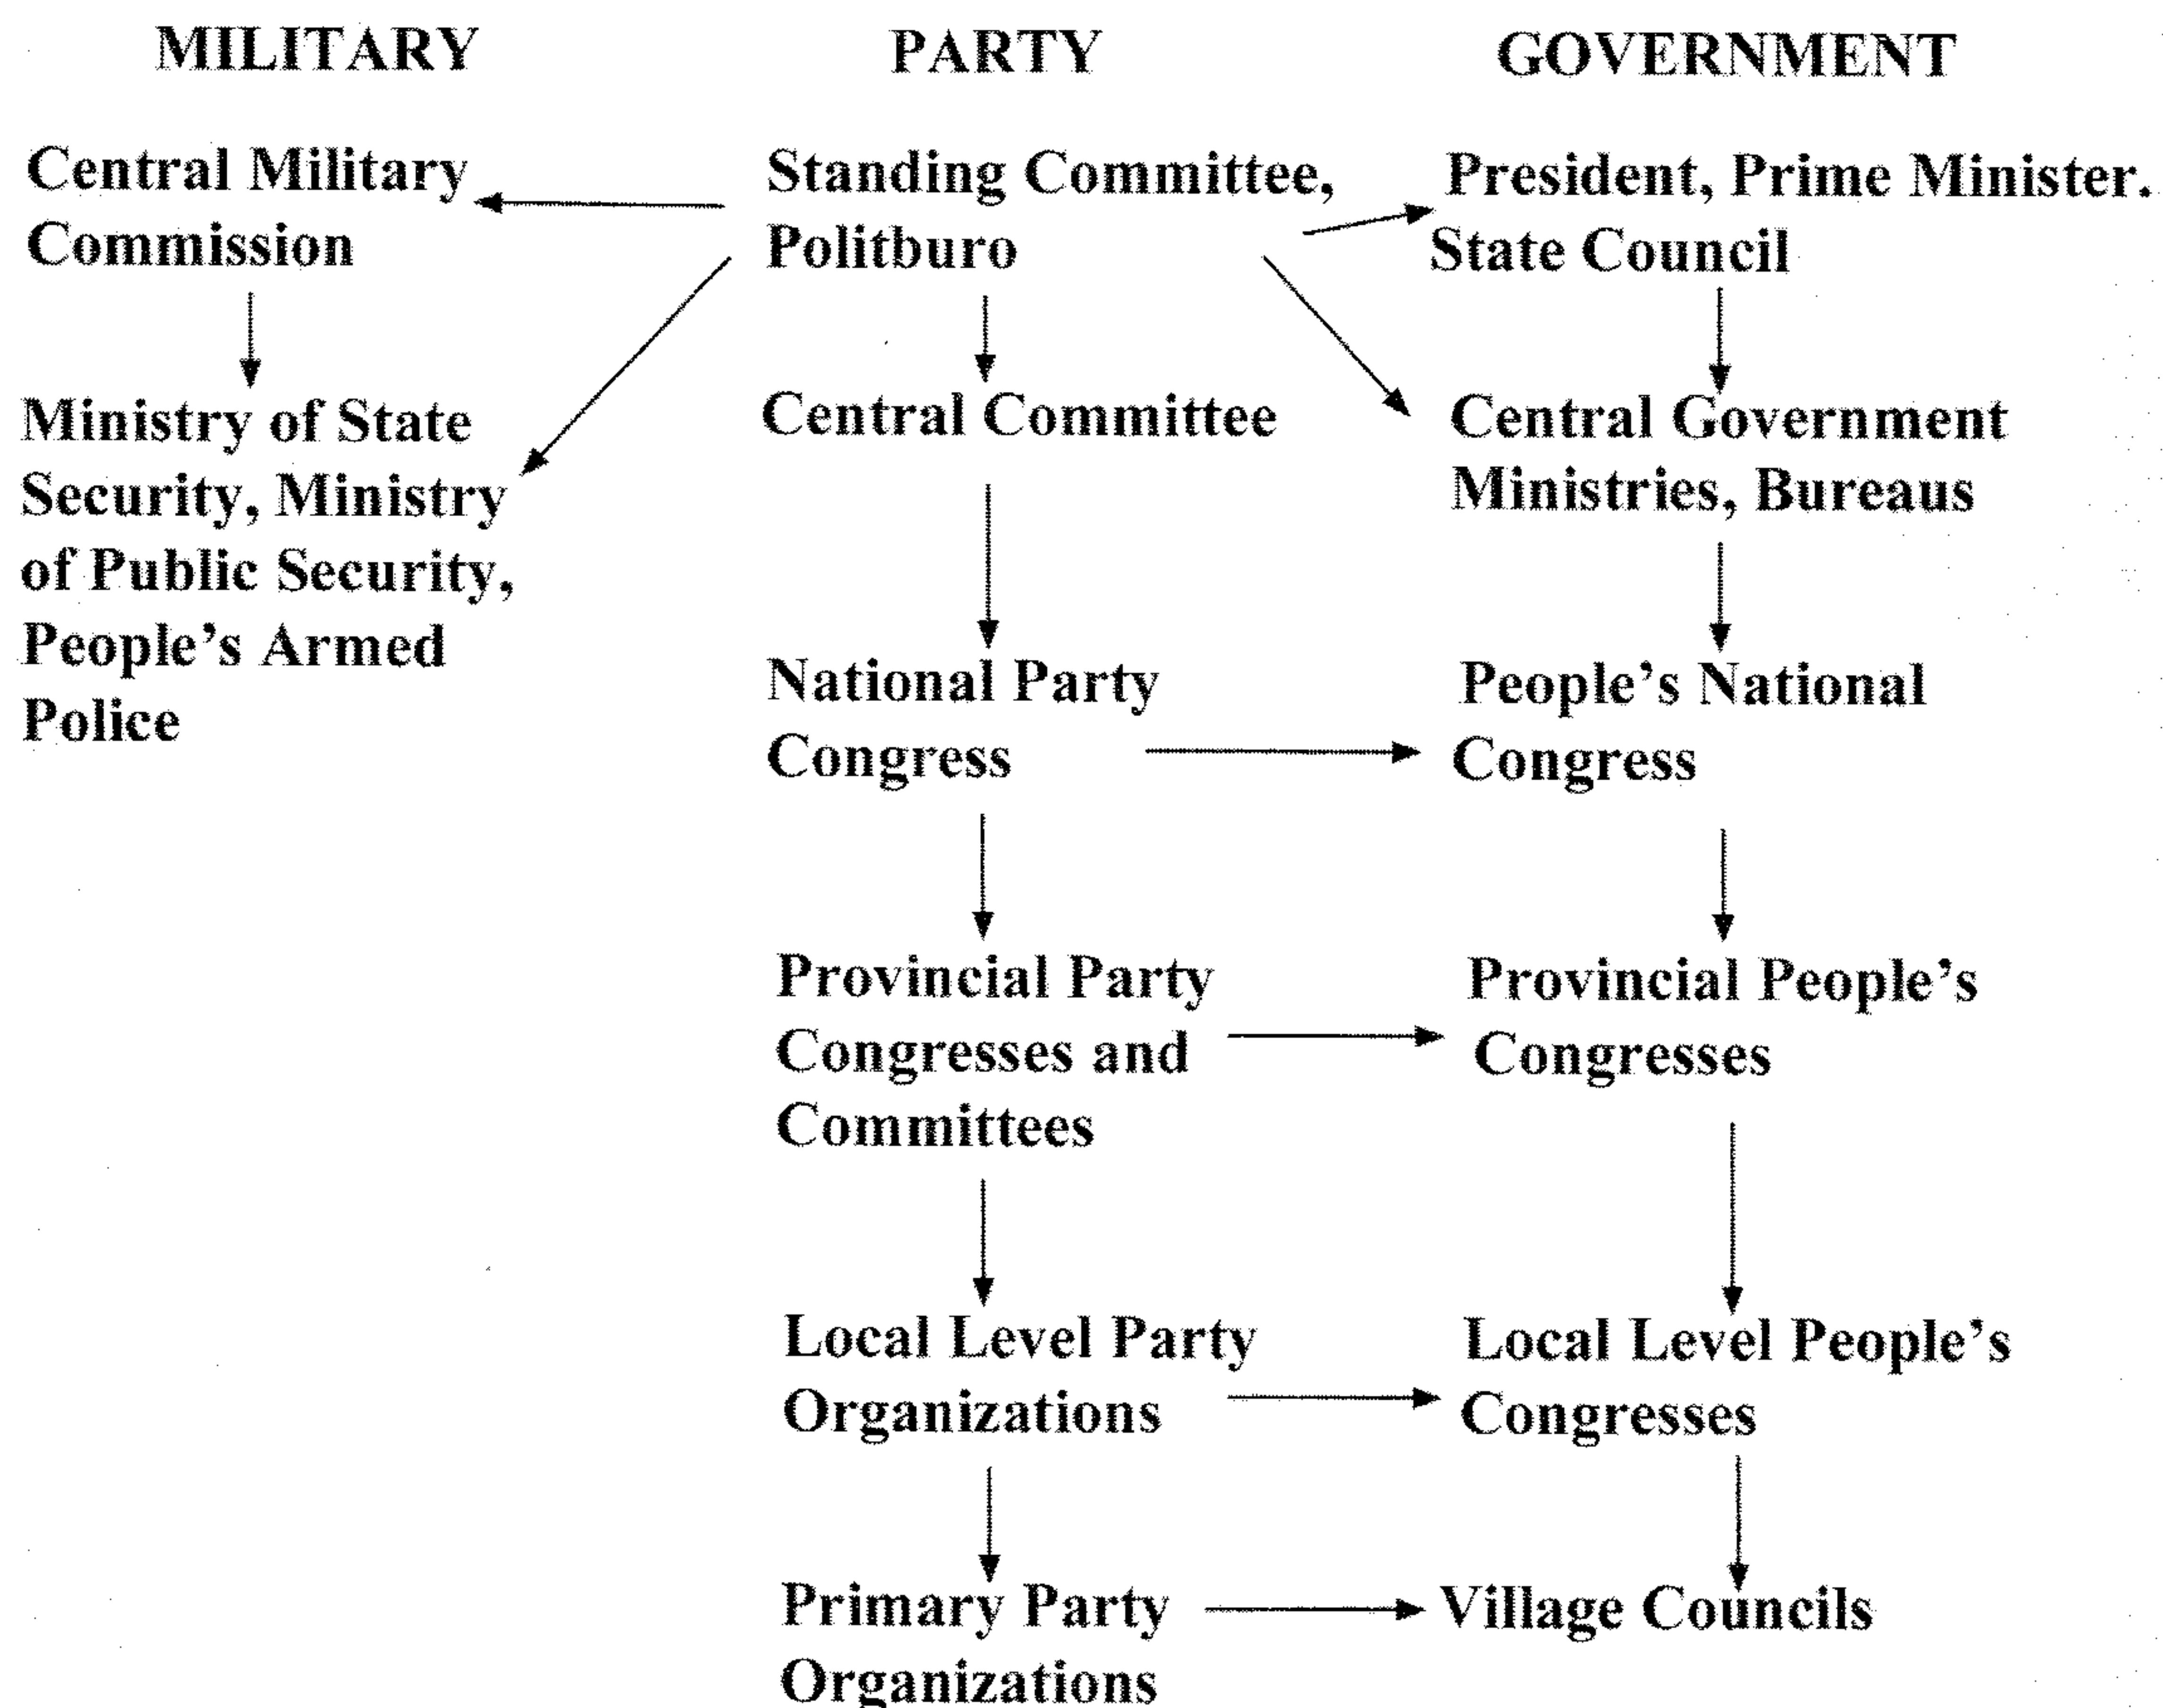 MILITARY
PARTY
GOVERNMENT
Central Military
Commission
Standing Committee,
Politburo
President, Prime Minister.
State Council
Ministry of State
Security, Ministry
of Public Security,
People's Armed
Police
Central Committee
Central Government
Ministries, Bureaus
National Party
Congress
People's National
Congress
Provincial Party
Congresses and
Committees
Provincial People's
Congresses
Local Level Party
Organizations
Local Level People's
Congresses
Primary Party
Organizations
Village Councils